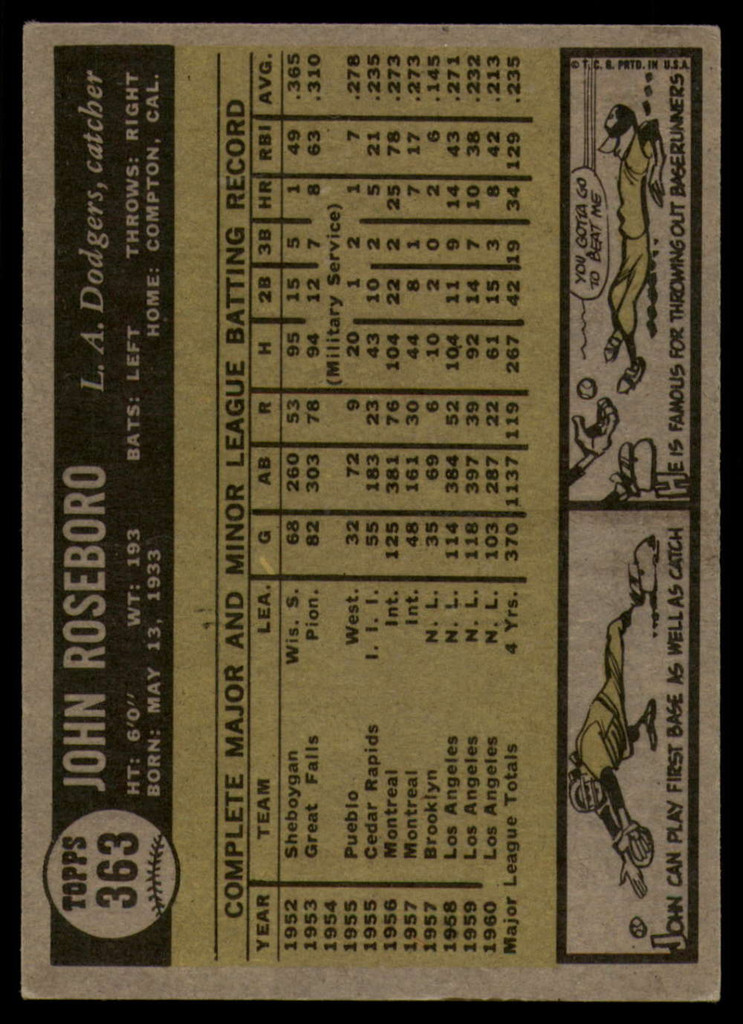 TOPPS
363
JOHN ROSEBORO L. A. Dodgers, catcher
HT: 6'0" WT: 193 BATS: LEFT THROWS: RIGHT
BORN: MAY 13, 1933 HOME: COMPTON, CAL.
COMPLETE MAJOR AND MINOR LEAGUE BATTING RECORD
YEAR TEAM LEA. G AB R H 2B 3B HR RBI AVG.
1952 Sheboygan Wis. S. 68 260 53 95 15 5 1 49 .365
1953 Great Falls Pion. 82 303 78 94 12 7 8 63 .310
1954 (Military Service)
1955 Pueblo West. 32 72 9 20 1 2 1 7 .278
1955 Cedar Rapids I. I. I. 55 183 23 43 10 2 5 21 .235
1956 Montreal Int. 125 381 76 104 22 2 25 78 .273
1957 Montreal Int. 48 161 30 44 8 1 7 17 .273
1957 Brooklyn N. L. 35 69 6 10 2 0 2 6 .145
1958 Los Angeles N. L. 114 384 52 104 11 9 14 43 .271
1959 Los Angeles N. L. 118 397 39 92 14 7 10 38 .232
1960 Los Angeles N. L. 103 287 22 61 15 3 8 42 .213
Major League Totals 4 Yrs. 370 1137 119 267 42 19 34 129 .235
JOHN CAN PLAY FIRST BASE AS WELL AS CATCH
© T. C. G. PRTD. IN U.S.A.
YOU GOTTA GO
TO BEAT ME
HE IS FAMOUS FOR THROWING OUT BASERUNNERS